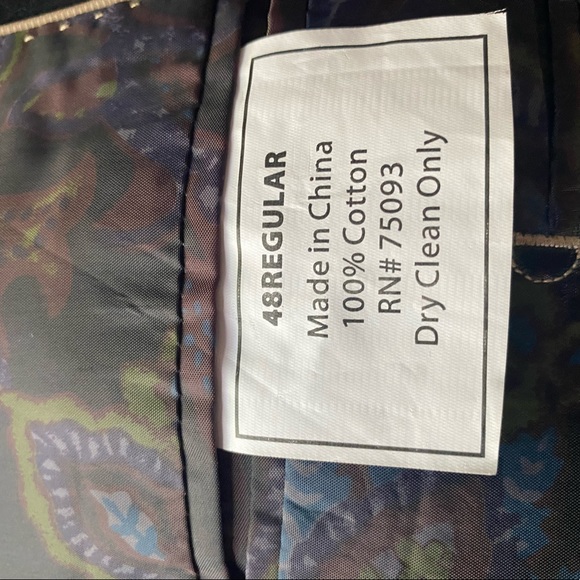 48REGULAR
Made in China
100% Cotton
RN# 75093
Dry Clean Only